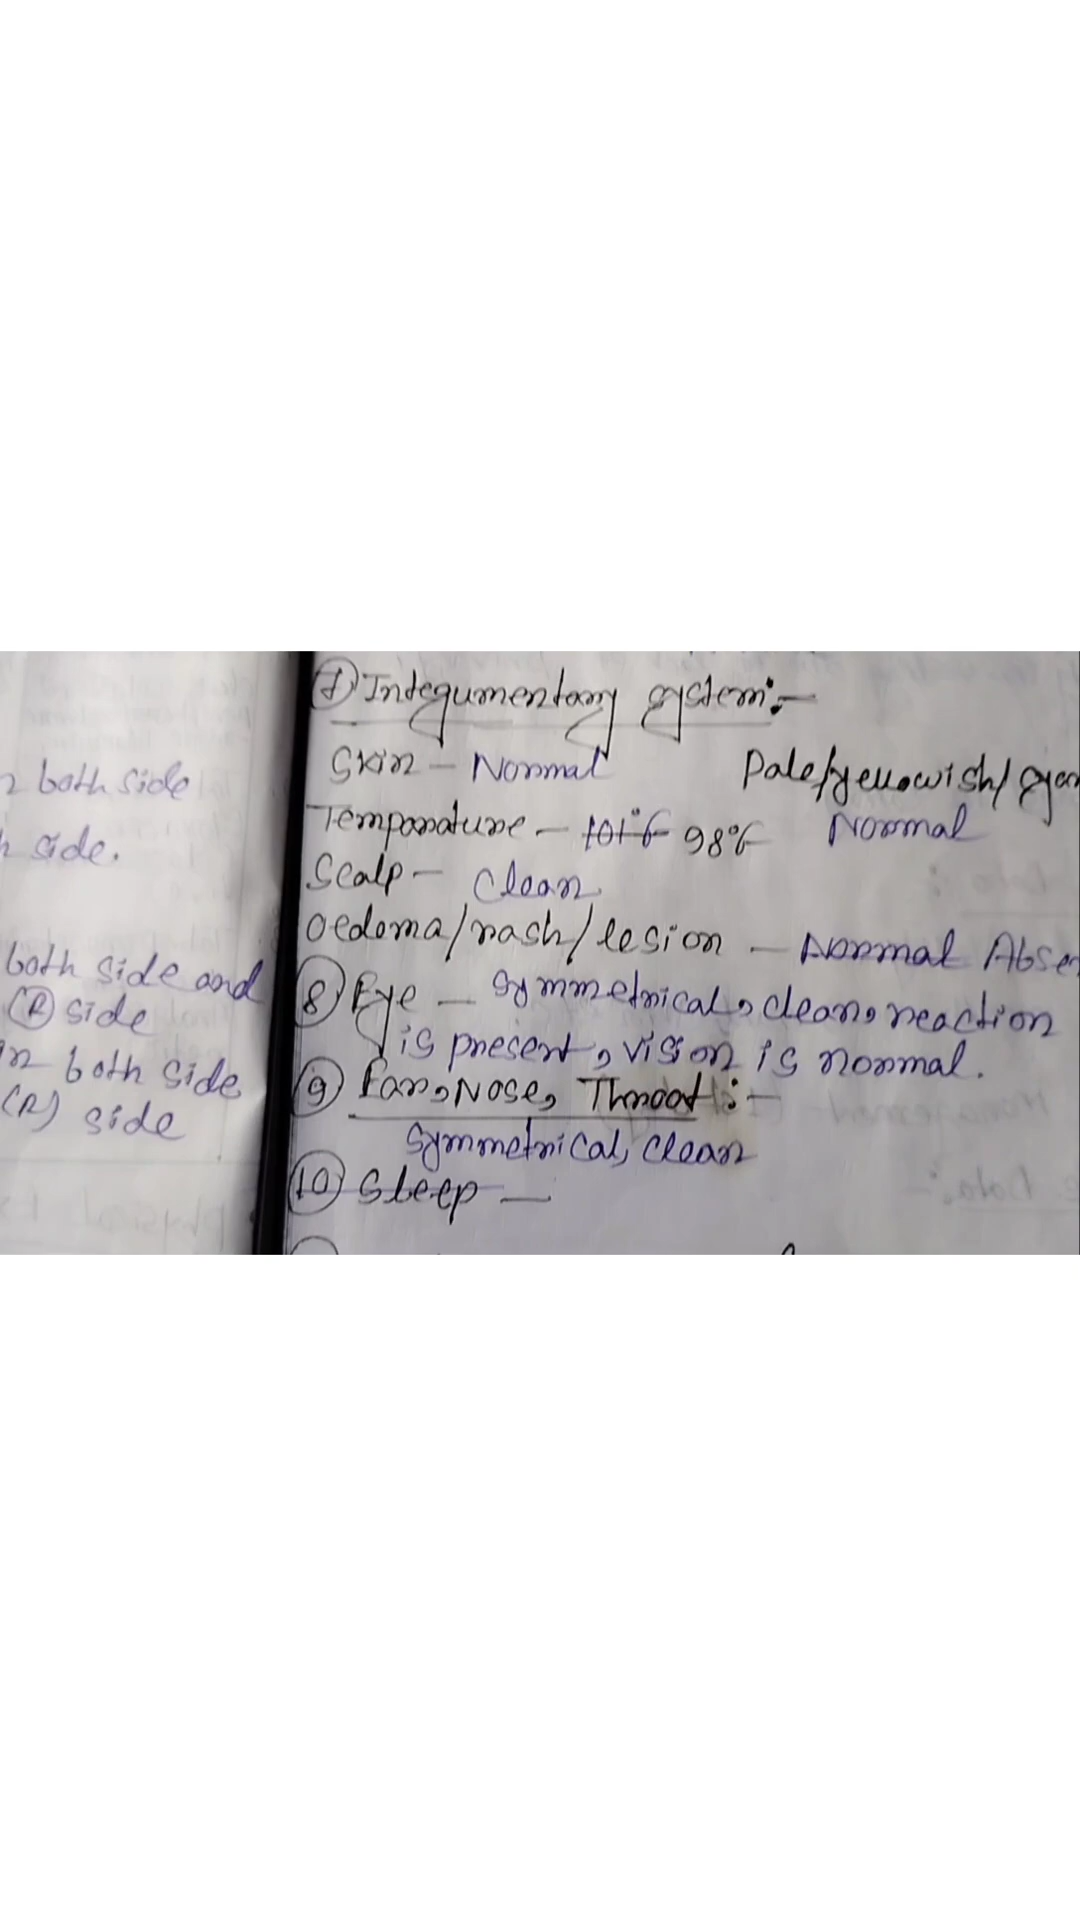 both side
side.
both side and
(R) side
both side
(R) side
7) Integumentary system:-
Skin - Normal Pale/yellowish/
Temparature - 101°F 98°F Normal
Scalp - Clean
Oedema/rash/lesion - Normal
8) Eye - Symmetrical, clean, reaction
is present, vision is normal.
9) Ear, Nose, Throat :-
Symmetrical, Clean
10) Sleep -